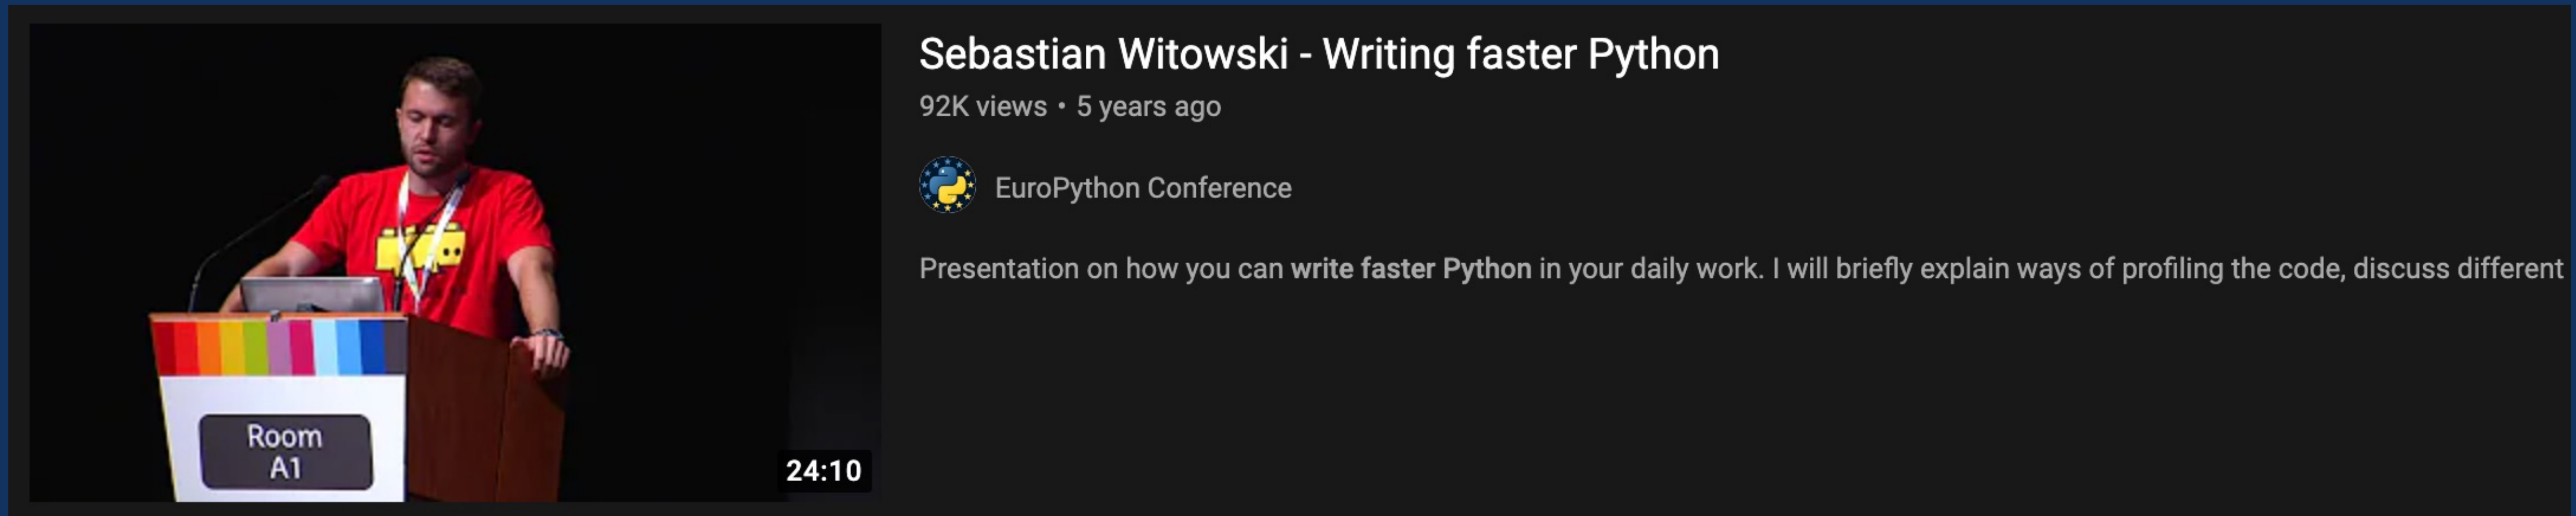 Sebastian Witowski - Writing faster Python
92K views • 5 years ago
EuroPython Conference
Presentation on how you can write faster Python in your daily work. I will briefly explain ways of profiling the code, discuss different
Room
A1
24:10